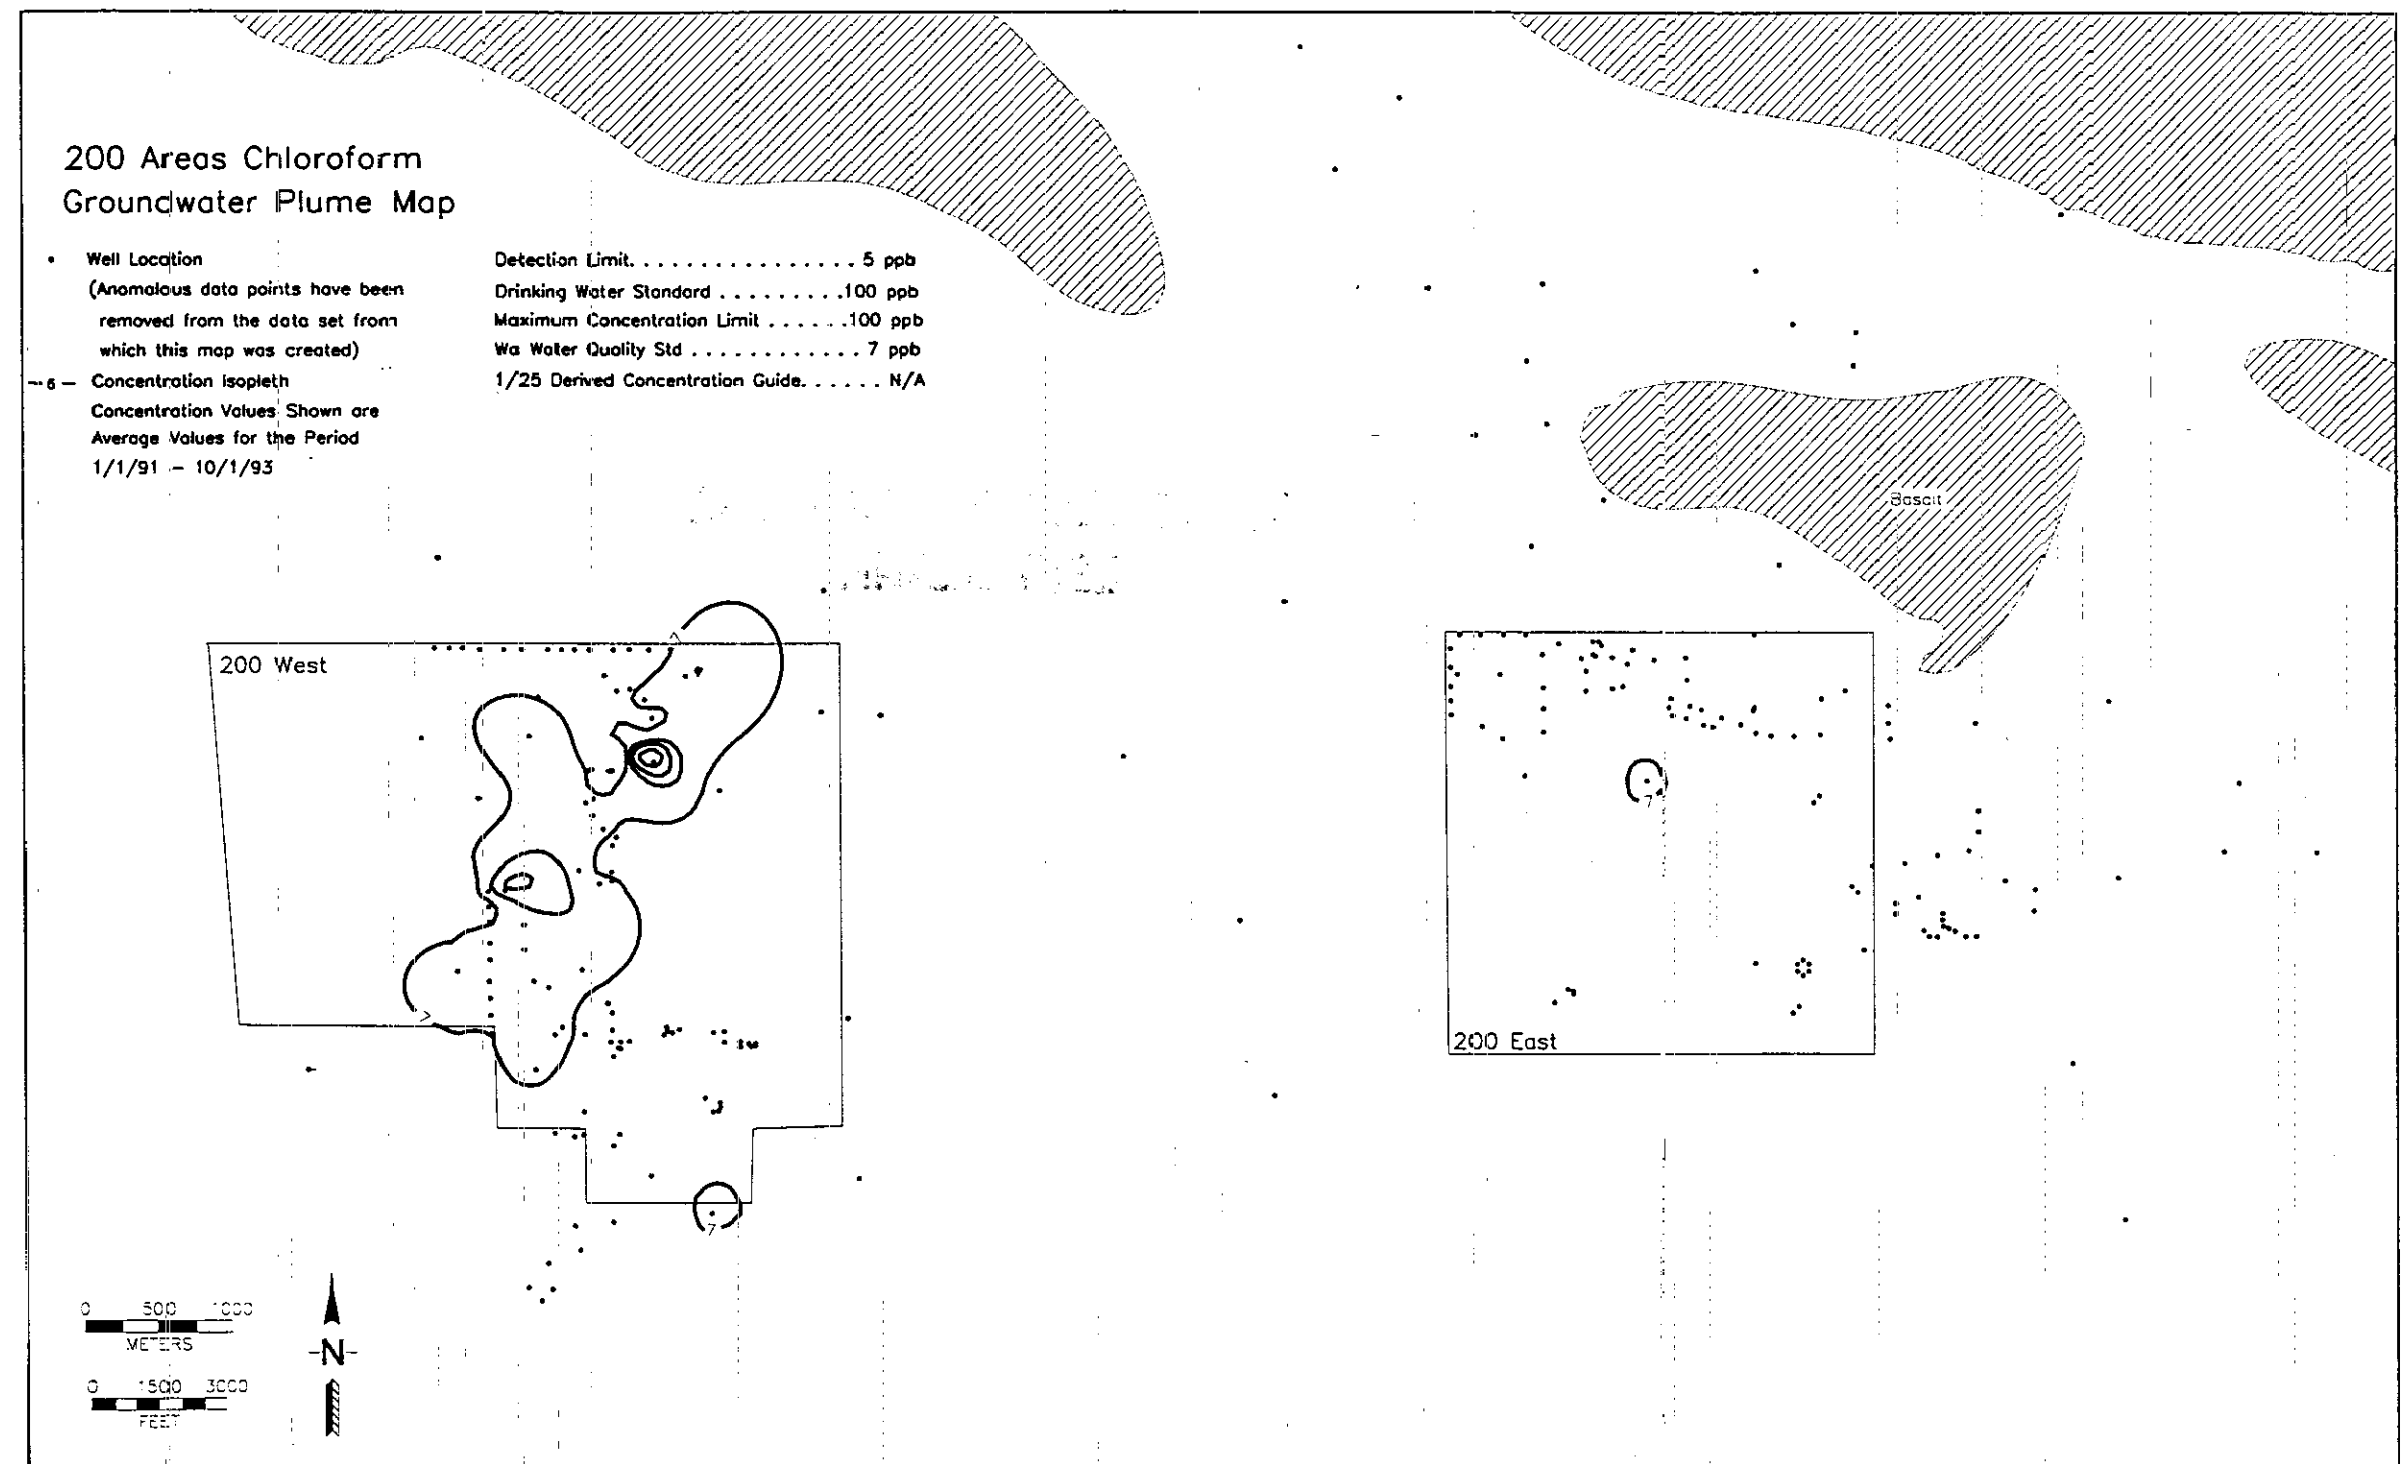 200 Areas Chloroform
Groundwater Plume Map
• Well Location
(Anomalous data points have been
removed from the data set from
which this map was created)
— 6 — Concentration Isopleth
Concentration Values Shown are
Average Values for the Period
1/1/91 – 10/1/93
Detection Limit. . . . . . . . . . . . . . . . 5 ppb
Drinking Water Standard . . . . . . . . .100 ppb
Maximum Concentration Limit . . . . . .100 ppb
Wa Water Quality Std . . . . . . . . . . . . 7 ppb
1/25 Derived Concentration Guide. . . . . . N/A
Basalt
7
200 West
7
7
7
200 East
0 500 1000
METERS
0 1500 3000
FEET
-N-